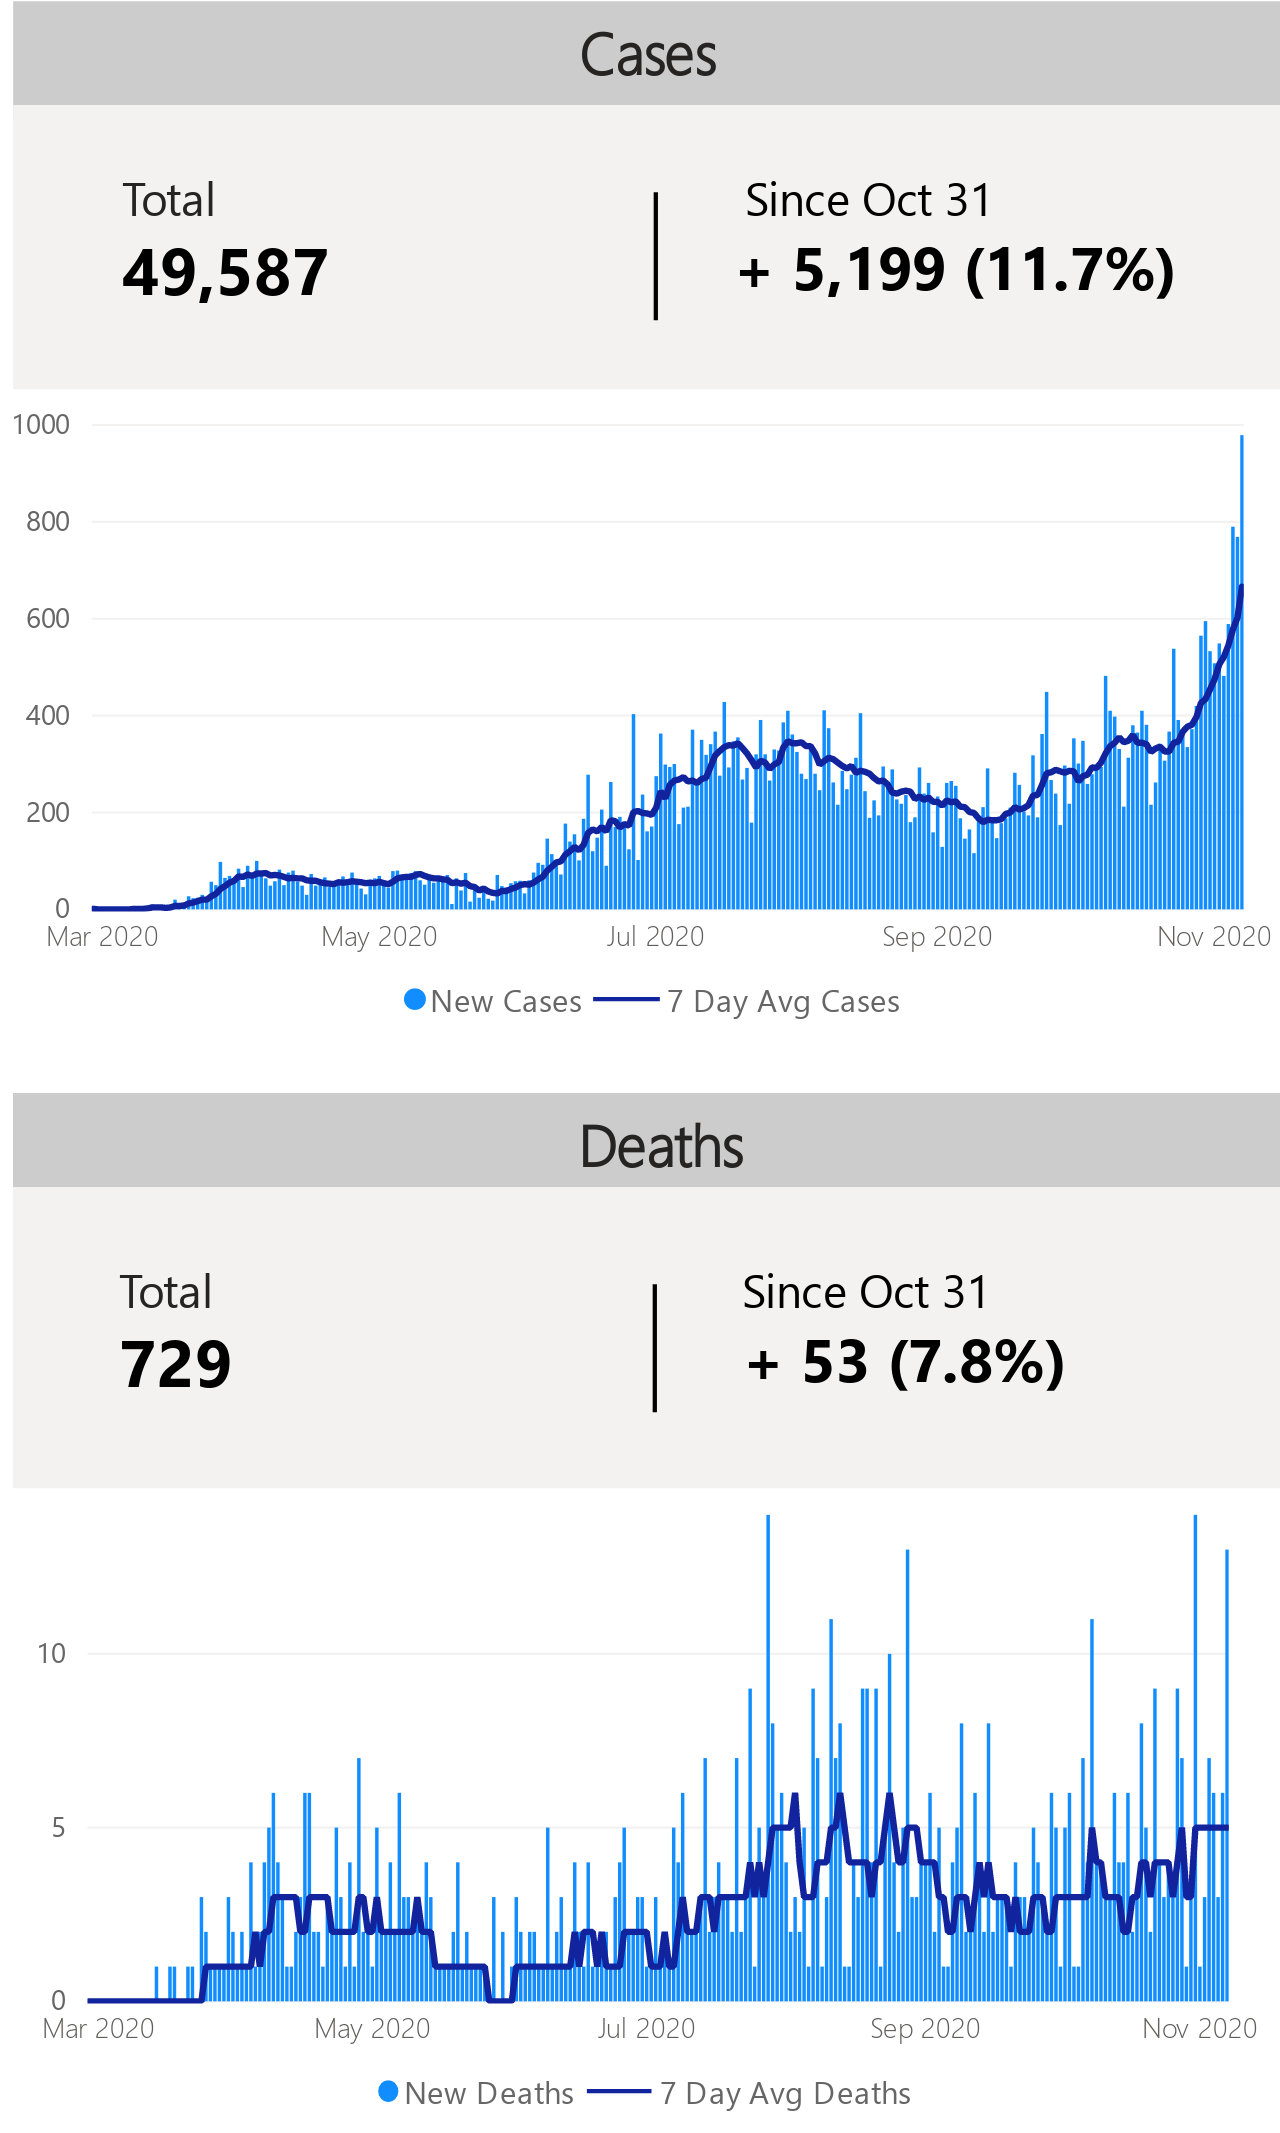 Cases
Total
Since Oct 31
49,587
+ 5,199 (11.7%)
1000
800
600
400
200
0
Mar 2020 May 2020 Jul 2020 Sep 2020 Nov 2020
New Cases 7 Day Avg Cases
Deaths
Total
Since Oct 31
729
+ 53 (7.8%)
10
5
0
Mar 2020 May 2020 Jul 2020 Sep 2020 Nov 2020
New Deaths 7 Day Avg Deaths